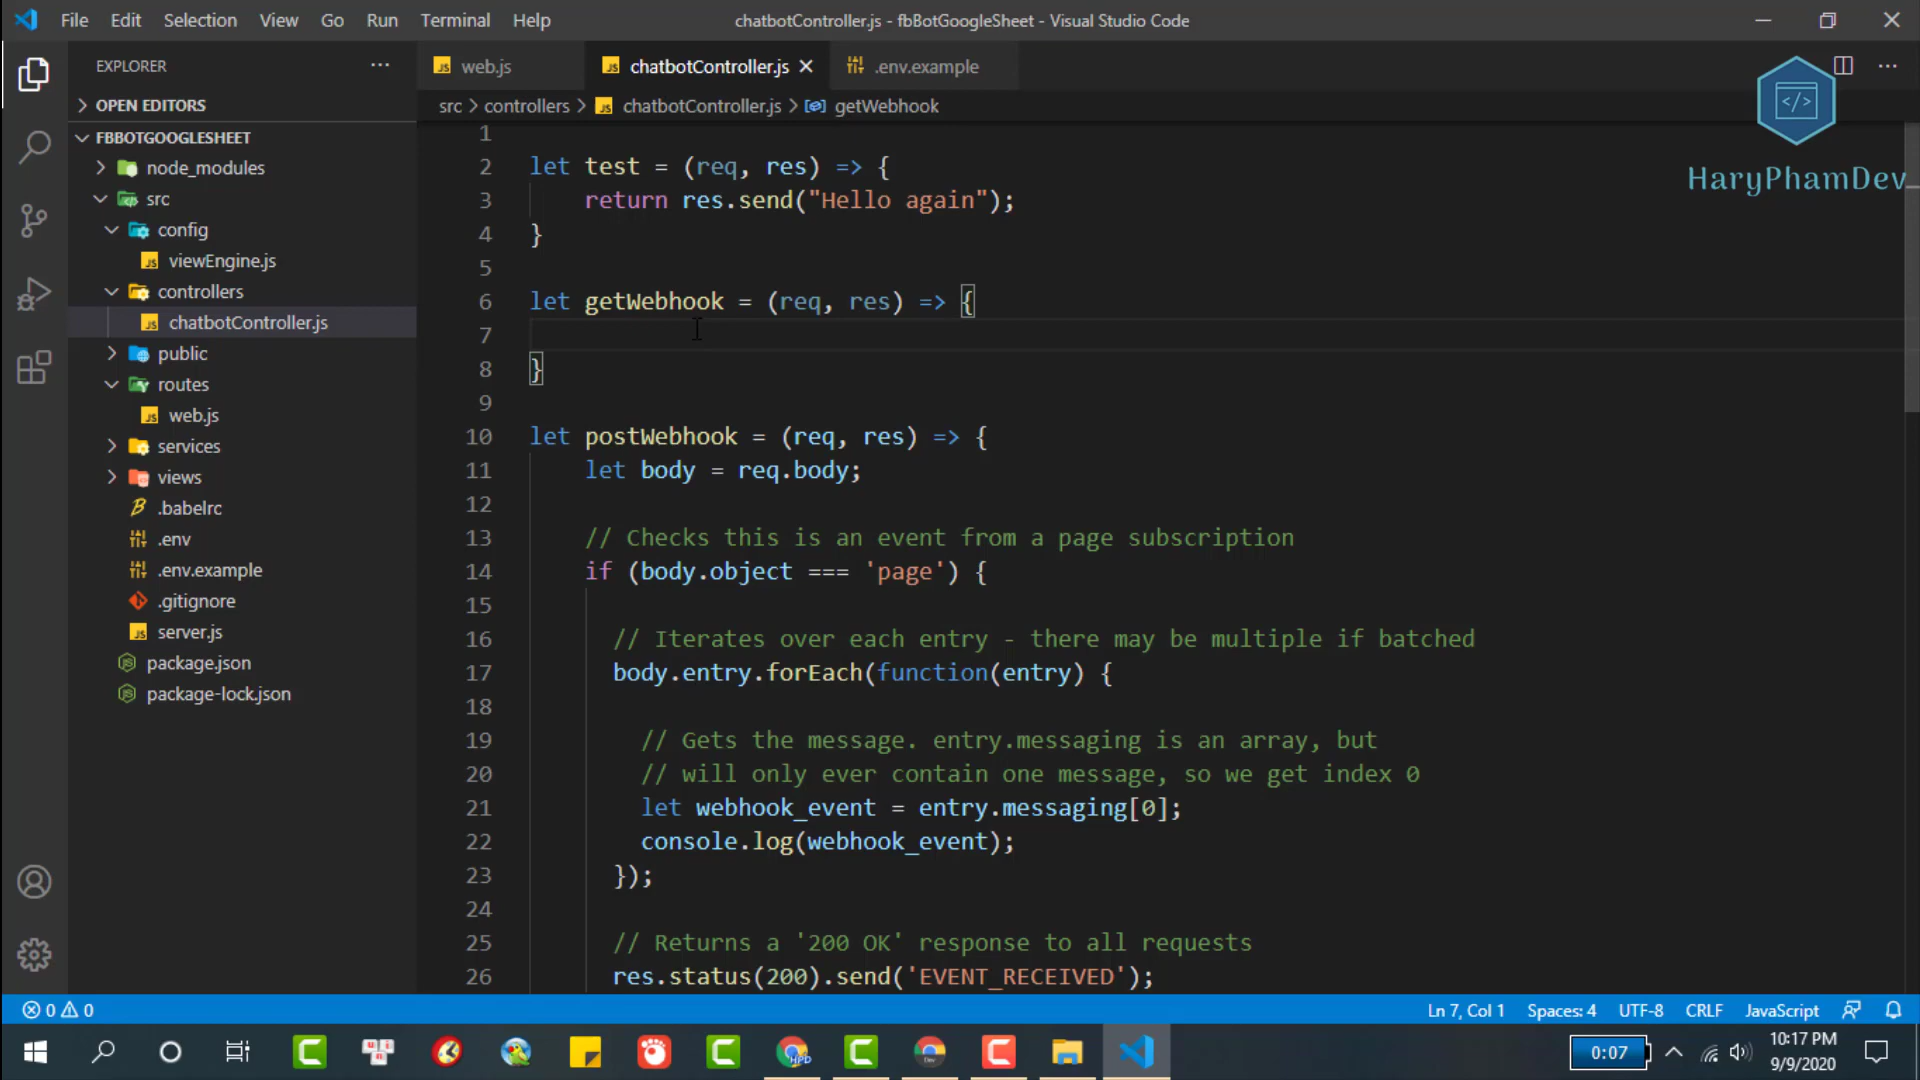 File Edit Selection View Go Run Terminal Help
chatbotController.js - fbBotGoogleSheet - Visual Studio Code
EXPLORER
OPEN EDITORS
FBBOTGOOGLESHEET
node_modules
src
config
JS viewEngine.js
controllers
JS chatbotController.js
public
routes
JS web.js
services
views
.babelrc
.env
.env.example
.gitignore
JS server.js
package.json
package-lock.json
JS web.js
JS chatbotController.js
.env.example
src > controllers > JS chatbotController.js > getWebhook
</>
HaryPhamDev
1
2 let test = (req, res) => {
3 return res.send("Hello again");
4 }
5
6 let getWebhook = (req, res) => {
7
8 }
9
10 let postWebhook = (req, res) => {
11 let body = req.body;
12
13 // Checks this is an event from a page subscription
14 if (body.object === 'page') {
15
16 // Iterates over each entry - there may be multiple if batched
17 body.entry.forEach(function(entry) {
18
19 // Gets the message. entry.messaging is an array, but
20 // will only ever contain one message, so we get index 0
21 let webhook_event = entry.messaging[0];
22 console.log(webhook_event);
23 });
24
25 // Returns a '200 OK' response to all requests
26 res.status(200).send('EVENT_RECEIVED');
0 0
Ln 7, Col 1 Spaces: 4 UTF-8 CRLF JavaScript
0:07
10:17 PM
9/9/2020